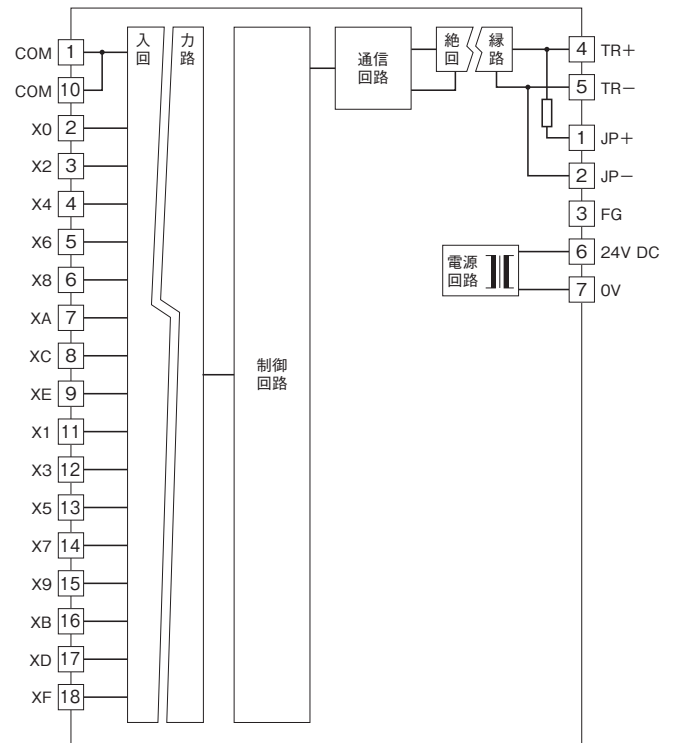 COM 1
COM 10
X0 2
X2 3
X4 4
X6 5
X8 6
XA 7
XC 8
XE 9
X1 11
X3 12
X5 13
X7 14
X9 15
XB 16
XD 17
XF 18
入力
回路
制御
回路
通信
回路
絶縁
回路
4 TR+
5 TR−
1 JP+
2 JP−
3 FG
電源
回路
6 24V DC
7 0V